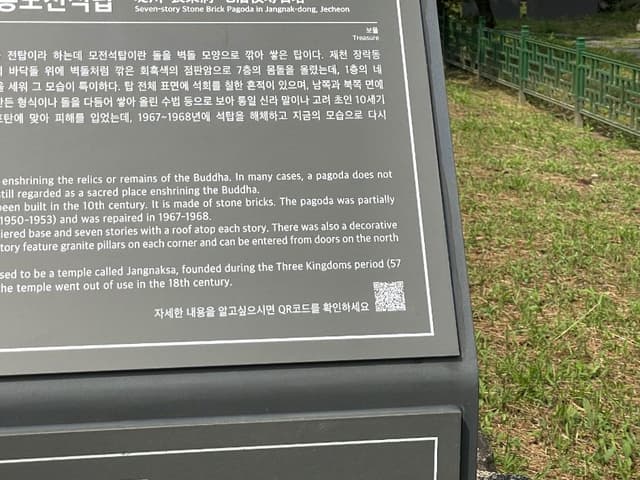 모전석탑
Seven-story Stone Brick Pagoda in Jangnak-dong, Jecheon
보물
Treasure
전탑이라 하는데 모전석탑이란 돌을 벽돌 모양으로 깎아 쌓은 탑이다. 제천 장락동
바닥돌 위에 벽돌처럼 깎은 회흑색의 점판암으로 7층의 몸돌을 올렸는데, 1층의 네
세워 그 모습이 특이하다. 탑 전체 표면에 석회를 칠한 흔적이 있으며, 남쪽과 북쪽 면에
만든 형식이나 돌을 다듬어 쌓아 올린 수법 등으로 보아 통일 신라 말이나 고려 초인 10세기
포탄에 맞아 피해를 입었는데, 1967~1968년에 석탑을 해체하고 지금의 모습으로 다시
enshrining the relics or remains of the Buddha. In many cases, a pagoda does not
still regarded as a sacred place enshrining the Buddha.
been built in the 10th century. It is made of stone bricks. The pagoda was partially
1950-1953) and was repaired in 1967-1968.
tiered base and seven stories with a roof atop each story. There was also a decorative
story feature granite pillars on each corner and can be entered from doors on the north
sed to be a temple called Jangnaksa, founded during the Three Kingdoms period (57
he temple went out of use in the 18th century.
자세한 내용을 알고싶으시면 QR코드를 확인하세요